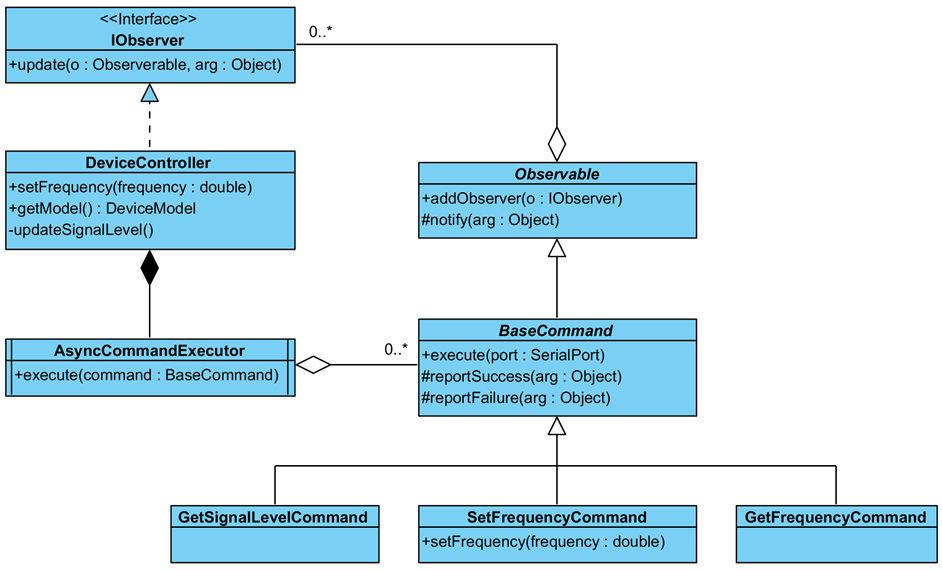 <<Interface>>
IObserver
+update(o : Observerable, arg : Object)
0..*
DeviceController
+setFrequency(frequency : double)
+getModel() : DeviceModel
-updateSignalLevel()
Observable
+addObserver(o : IObserver)
#notify(arg : Object)
AsyncCommandExecutor
+execute(command : BaseCommand)
0..*
BaseCommand
+execute(port : SerialPort)
#reportSuccess(arg : Object)
#reportFailure(arg : Object)
GetSignalLevelCommand
SetFrequencyCommand
+setFrequency(frequency : double)
GetFrequencyCommand